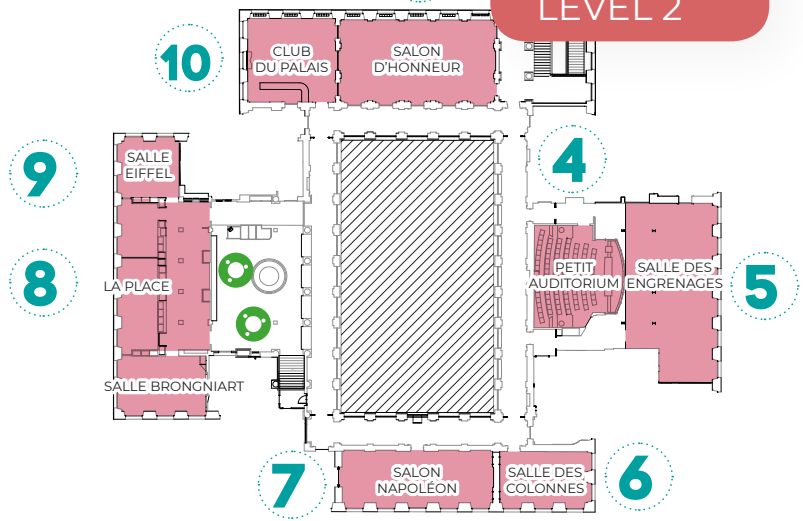 LEVEL 2
10
CLUB
DU PALAIS
SALON
D'HONNEUR
9
SALLE
EIFFEL
4
8
LA PLACE
PETIT
AUDITORIUM
SALLE DES
ENGRENAGES
5
SALLE BRONGNIART
7
SALON
NAPOLÉON
SALLE DES
COLONNES
6